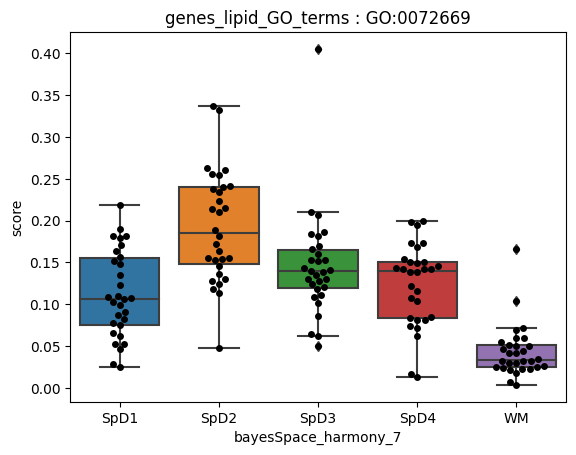 genes_lipid_GO_terms : GO:0072669
score
0.40
0.35
0.30
0.25
0.20
0.15
0.10
0.05
0.00
SpD1 SpD2 SpD3 SpD4 WM
bayesSpace_harmony_7